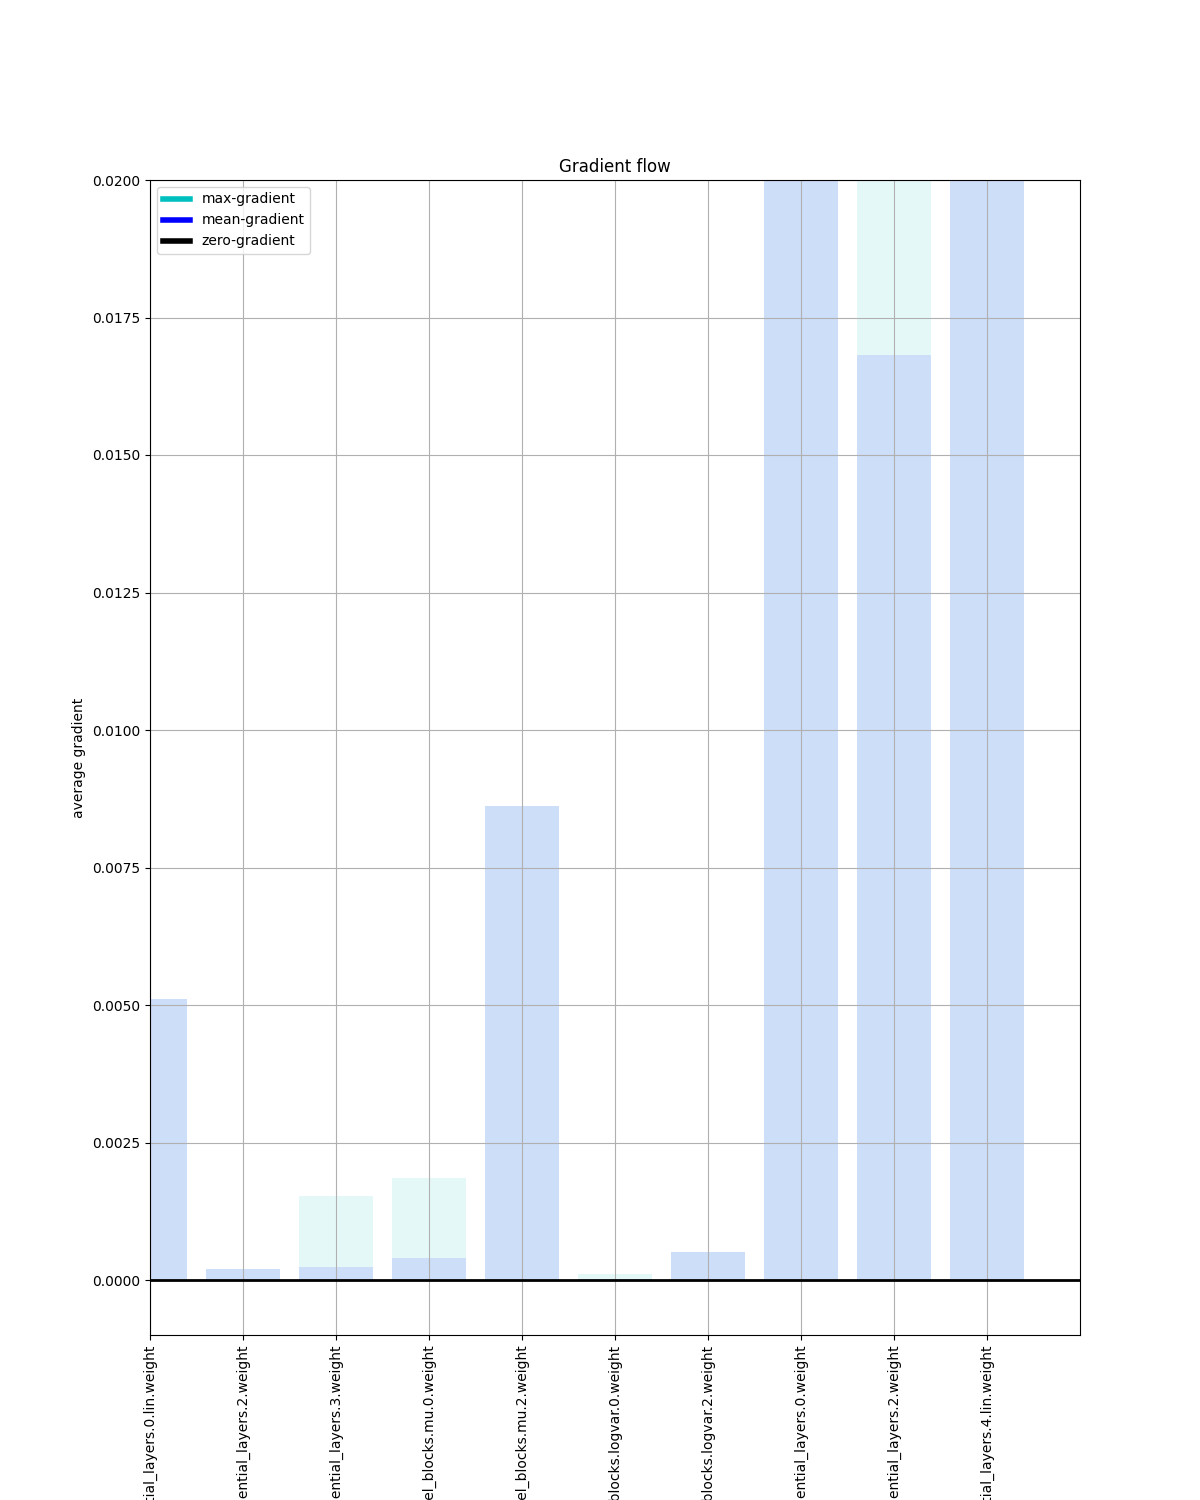 Gradient flow
max-gradient
mean-gradient
zero-gradient
0.0200
0.0175
0.0150
0.0125
0.0100
0.0075
0.0050
0.0025
0.0000
average gradient
tial_layers.0.lin.weight
ential_layers.2.weight
ential_layers.3.weight
el_blocks.mu.0.weight
el_blocks.mu.2.weight
blocks.logvar.0.weight
blocks.logvar.2.weight
ential_layers.0.weight
ential_layers.2.weight
tial_layers.4.lin.weight